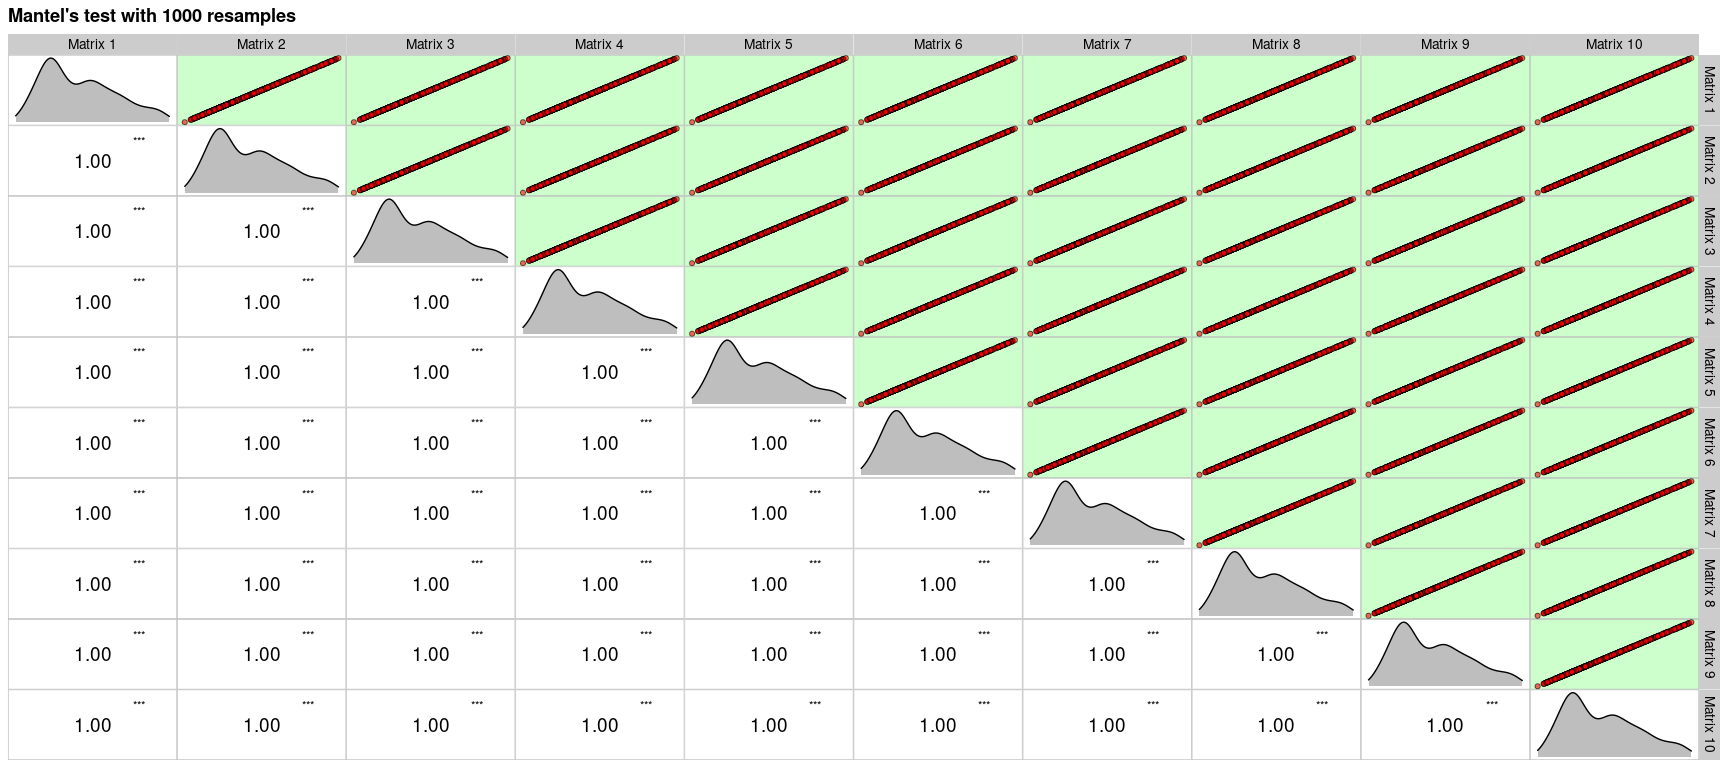 Mantel's test with 1000 resamples
Matrix 1 Matrix 2 Matrix 3 Matrix 4 Matrix 5 Matrix 6 Matrix 7 Matrix 8 Matrix 9 Matrix 10
Matrix 1
*** 
1.00
Matrix 2
*** ***
1.00 1.00
Matrix 3
*** *** ***
1.00 1.00 1.00
Matrix 4
*** *** *** ***
1.00 1.00 1.00 1.00
Matrix 5
*** *** *** *** ***
1.00 1.00 1.00 1.00 1.00
Matrix 6
*** *** *** *** *** ***
1.00 1.00 1.00 1.00 1.00 1.00
Matrix 7
*** *** *** *** *** *** ***
1.00 1.00 1.00 1.00 1.00 1.00 1.00
Matrix 8
*** *** *** *** *** *** *** ***
1.00 1.00 1.00 1.00 1.00 1.00 1.00 1.00
Matrix 9
*** *** *** *** *** *** *** *** ***
1.00 1.00 1.00 1.00 1.00 1.00 1.00 1.00 1.00
Matrix 10